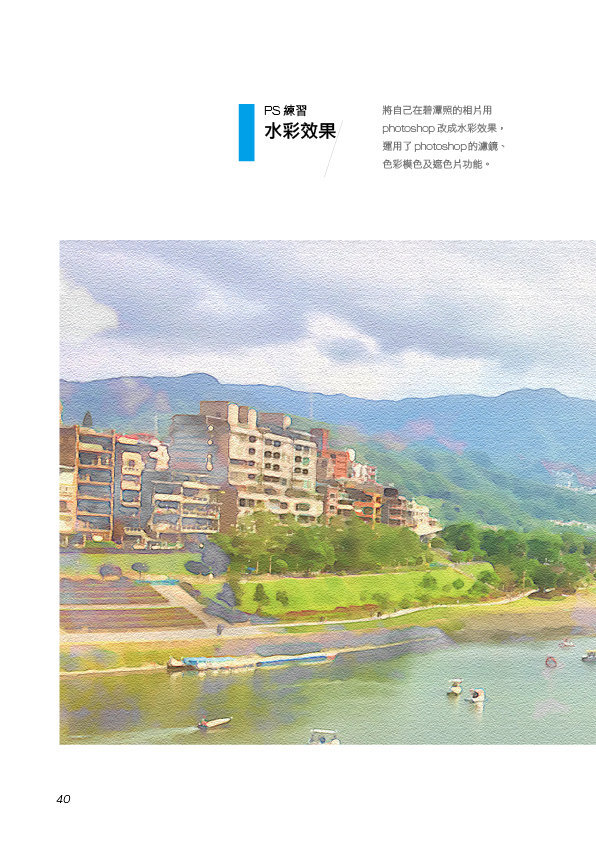 PS 練習
水彩效果
將自己在碧潭照的相片用
photoshop 改成水彩效果，
運用了 photoshop的濾鏡、
色彩模色及遮色片功能。
40